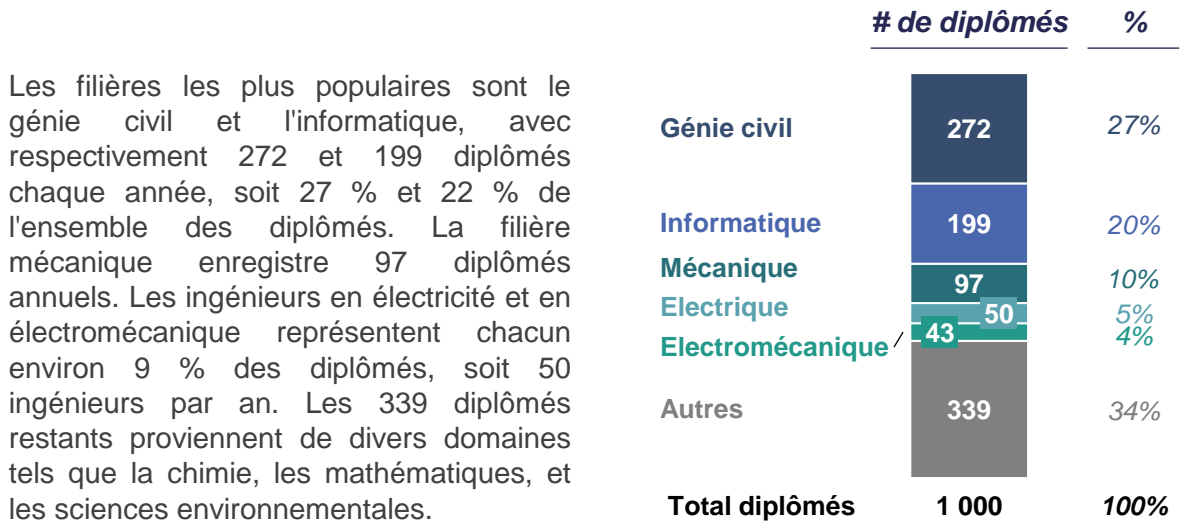 Les filières les plus populaires sont le
génie civil et l'informatique, avec
respectivement 272 et 199 diplômés
chaque année, soit 27 % et 22 % de
l'ensemble des diplômés. La filière
mécanique enregistre 97 diplômés
annuels. Les ingénieurs en électricité et en
électromécanique représentent chacun
environ 9 % des diplômés, soit 50
ingénieurs par an. Les 339 diplômés
restants proviennent de divers domaines
tels que la chimie, les mathématiques, et
les sciences environnementales.
# de diplômés %
Génie civil 272 27%
Informatique 199 20%
Mécanique 97 10%
Electrique 50 5%
Electromécanique 43 4%
Autres 339 34%
Total diplômés 1 000 100%